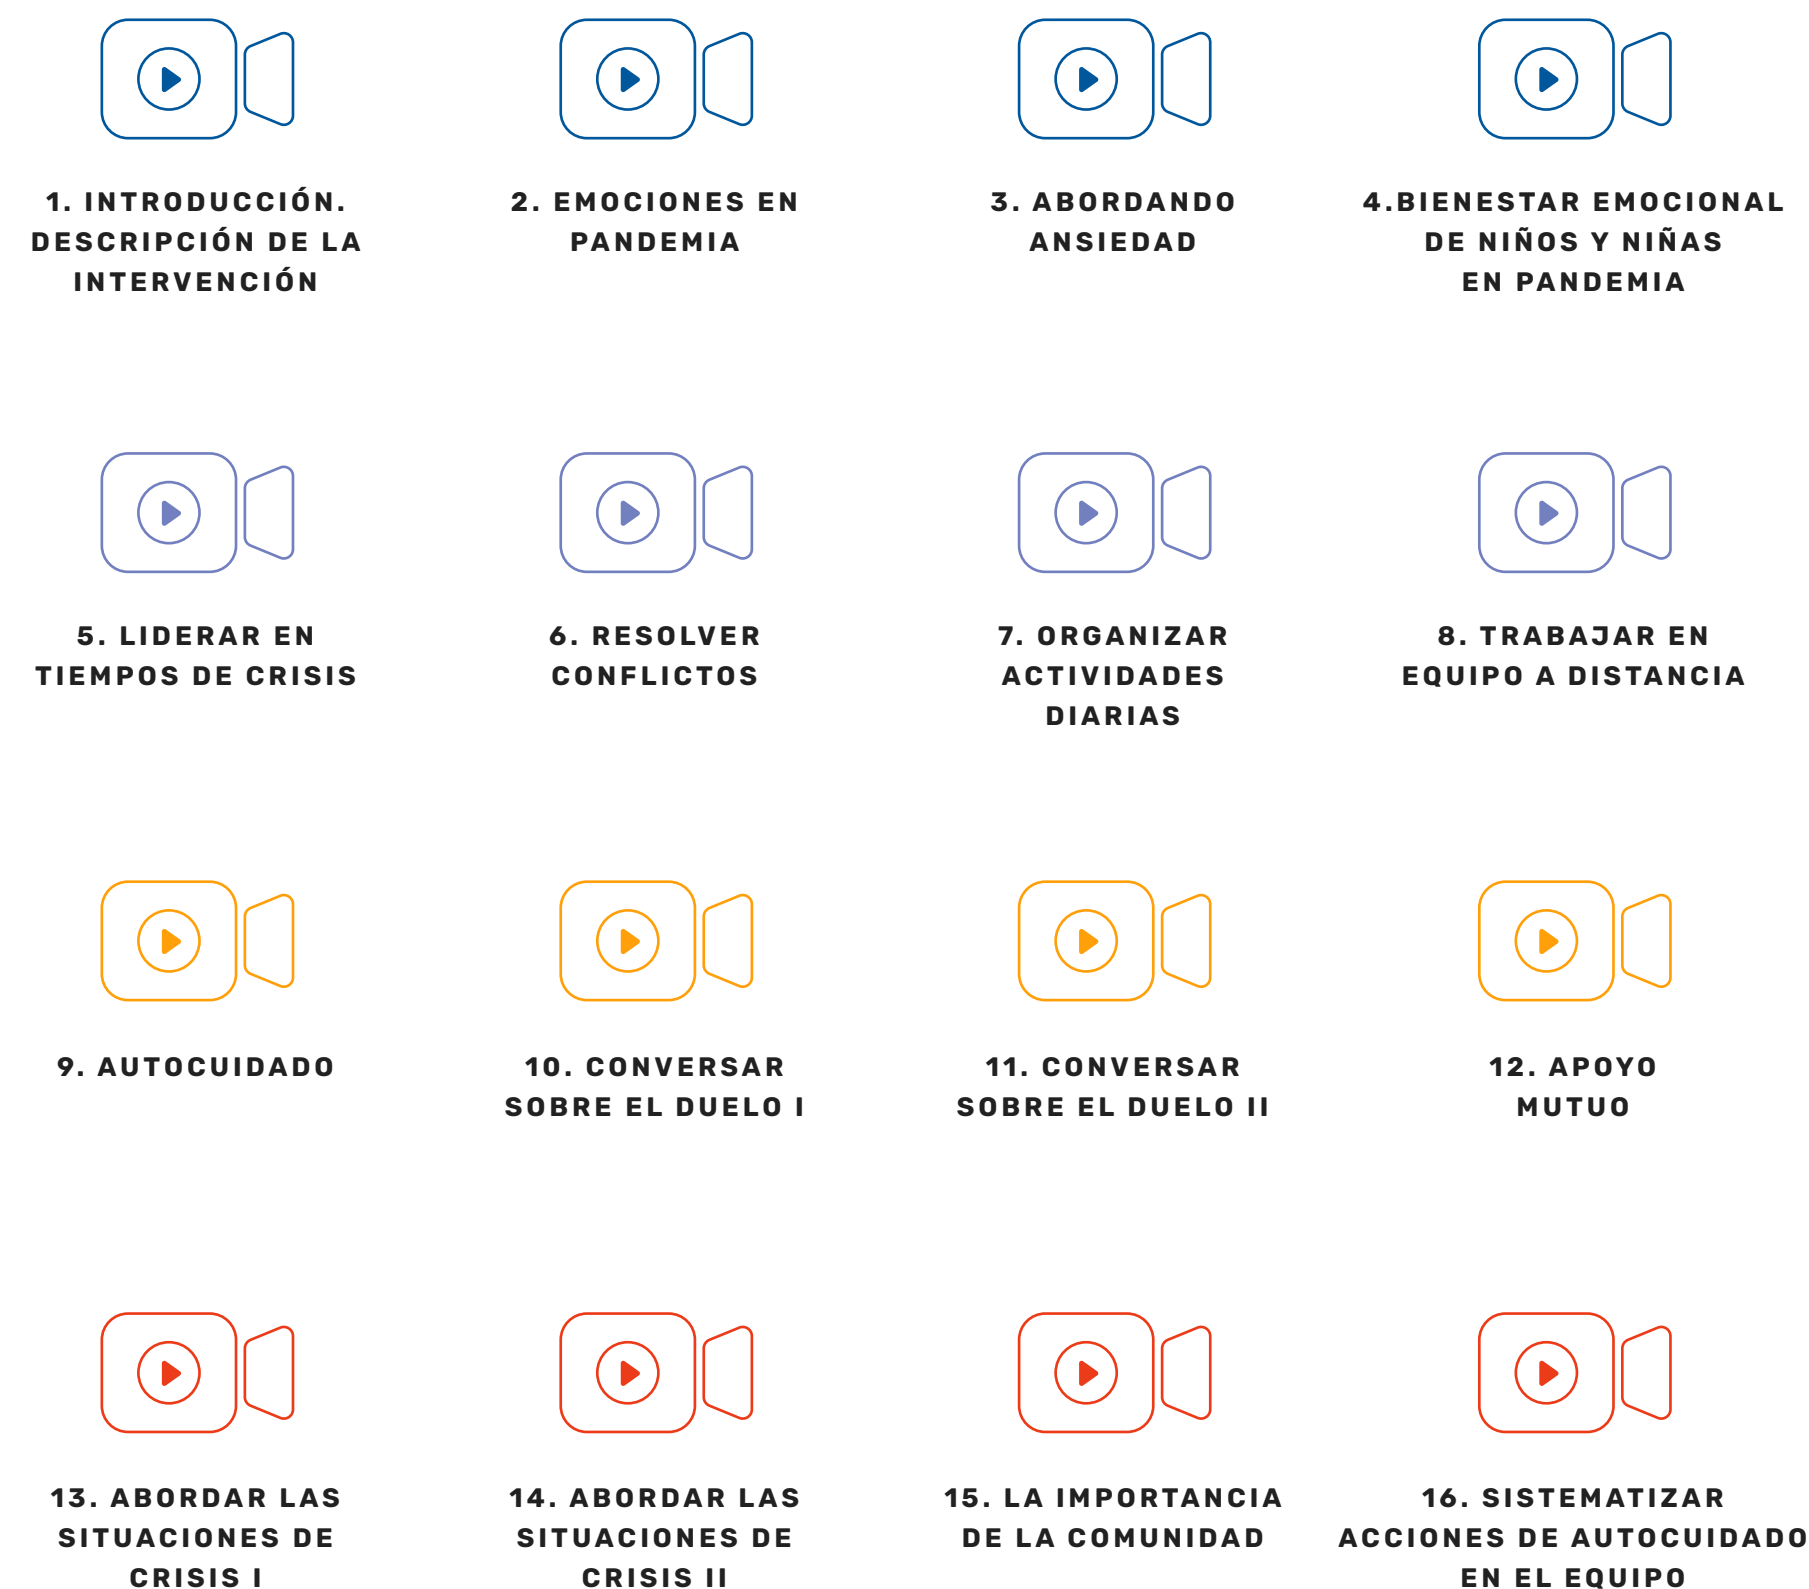 1. INTRODUCCIÓN.
DESCRIPCIÓN DE LA
INTERVENCIÓN
2. EMOCIONES EN
PANDEMIA
3. ABORDANDO
ANSIEDAD
4.BIENESTAR EMOCIONAL
DE NIÑOS Y NIÑAS
EN PANDEMIA
5. LIDERAR EN
TIEMPOS DE CRISIS
6. RESOLVER
CONFLICTOS
7. ORGANIZAR
ACTIVIDADES
DIARIAS
8. TRABAJAR EN
EQUIPO A DISTANCIA
9. AUTOCUIDADO
10. CONVERSAR
SOBRE EL DUELO I
11. CONVERSAR
SOBRE EL DUELO II
12. APOYO
MUTUO
13. ABORDAR LAS
SITUACIONES DE
CRISIS I
14. ABORDAR LAS
SITUACIONES DE
CRISIS II
15. LA IMPORTANCIA
DE LA COMUNIDAD
16. SISTEMATIZAR
ACCIONES DE AUTOCUIDADO
EN EL EQUIPO